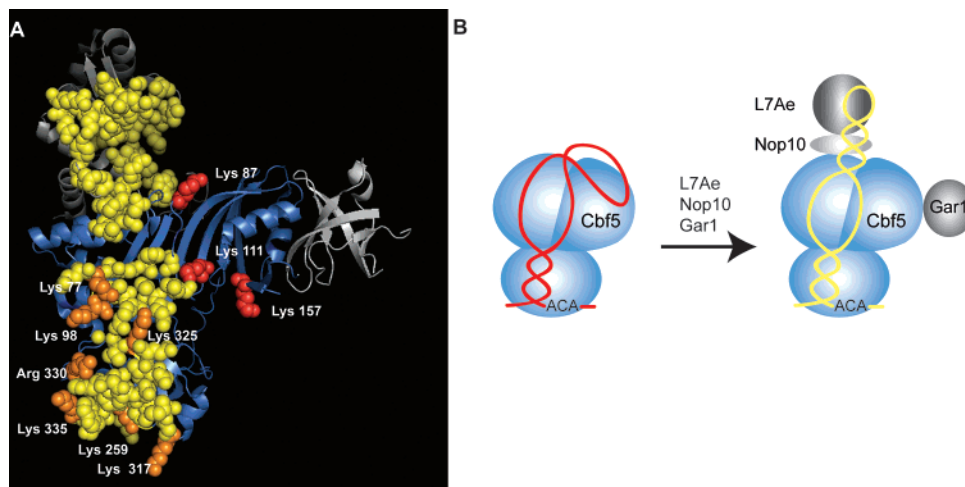 A
Lys 87
Lys 111
Lys 77
Lys 157
Lys 98
Lys 325
Arg 330
Lys 335
Lys 259
Lys 317
B
L7Ae
Nop10
Cbf5
ACA
L7Ae
Nop10
Gar1
Cbf5
Gar1
ACA